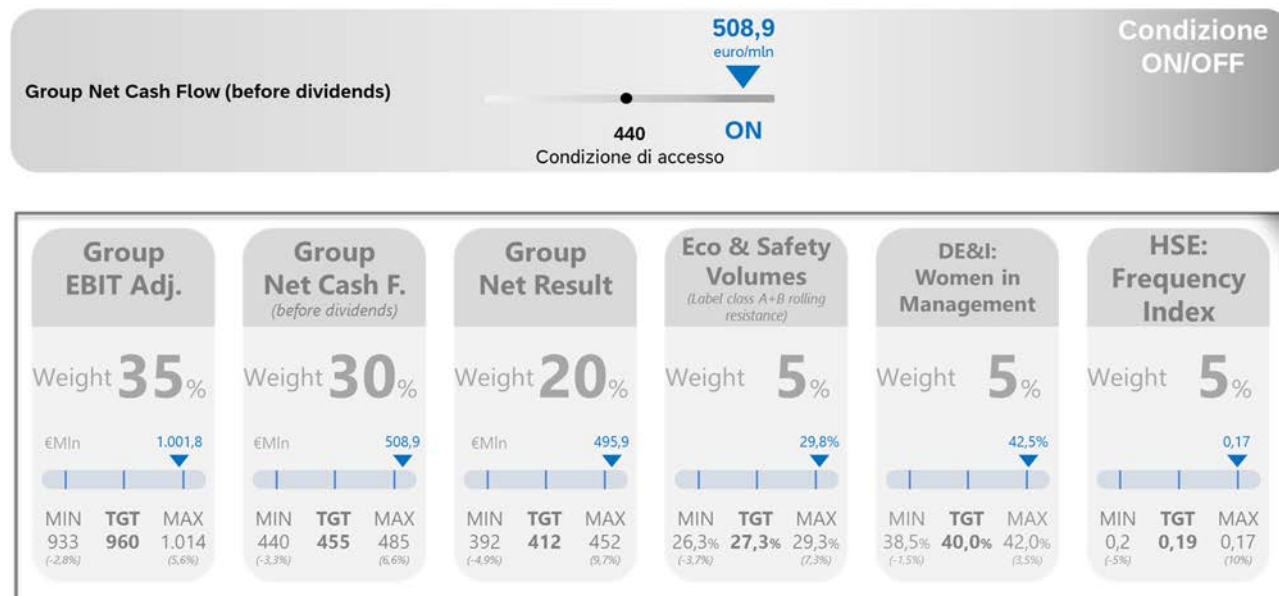 508,9
euro/mln
Condizione
ON/OFF
Group Net Cash Flow (before dividends)
440
ON
Condizione di accesso
Group
EBIT Adj.
Weight 35%
€Mln 1.001,8
MIN TGT MAX
933 960 1.014
(-2,8%) (5,6%)
Group
Net Cash F.
(before dividends)
Weight 30%
€Mln 508,9
MIN TGT MAX
440 455 485
(-3,3%) (6,6%)
Group
Net Result
Weight 20%
€Mln 495,9
MIN TGT MAX
392 412 452
(-4,9%) (9,7%)
Eco & Safety
Volumes
(Label class A+B rolling
resistance)
Weight 5%
29,8%
MIN TGT MAX
26,3% 27,3% 29,3%
(-3,7%) (7,3%)
DE&I:
Women in
Management
Weight 5%
42,5%
MIN TGT MAX
38,5% 40,0% 42,0%
(-1,5%) (3,5%)
HSE:
Frequency
Index
Weight 5%
0,17
MIN TGT MAX
0,2 0,19 0,17
(-5%) (10%)